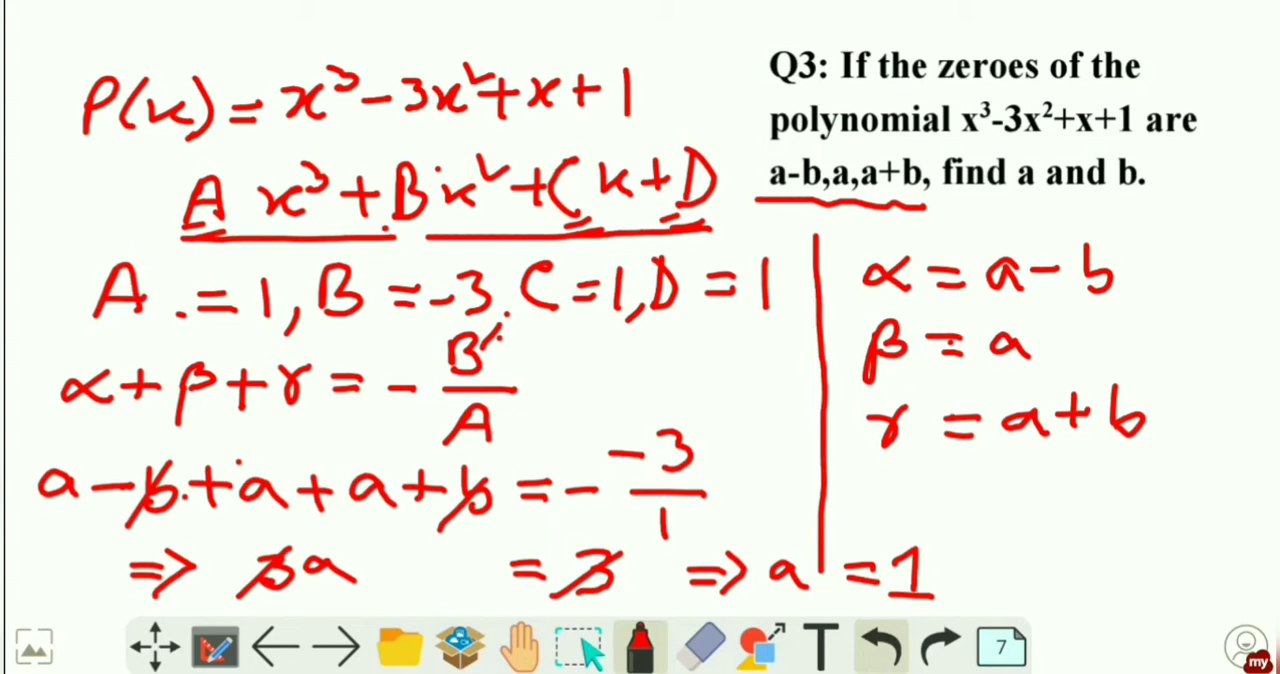 P(x) = x³ - 3x² + x + 1
A x³ + Bx² + Cx + D
A = 1, B = -3, C = 1, D = 1
α + β + γ = - B/A
a - b + a + a + b = - -3/1
⇒ 3a = 3 ⇒ a = 1
Q3: If the zeroes of the
polynomial x³-3x²+x+1 are
a-b,a,a+b, find a and b.
α = a - b
β = a
γ = a + b
T
7
my